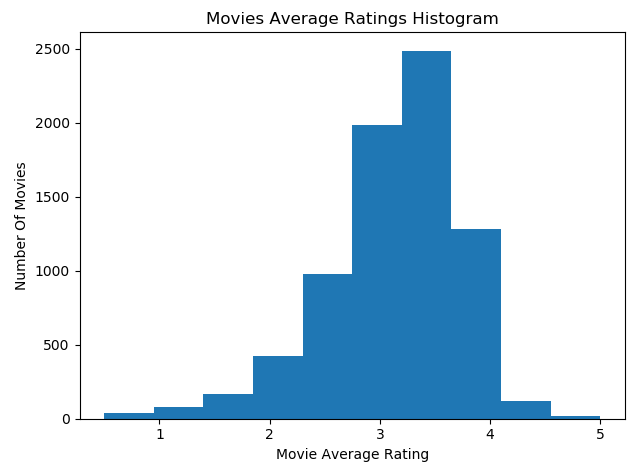 Movies Average Ratings Histogram
2500
2000
1500
1000
500
0
Number Of Movies
1 2 3 4 5
Movie Average Rating